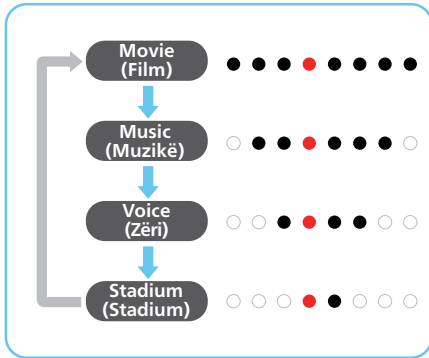 Movie
(Film)
Music
(Muzikë)
Voice
(Zëri)
Stadium
(Stadium)